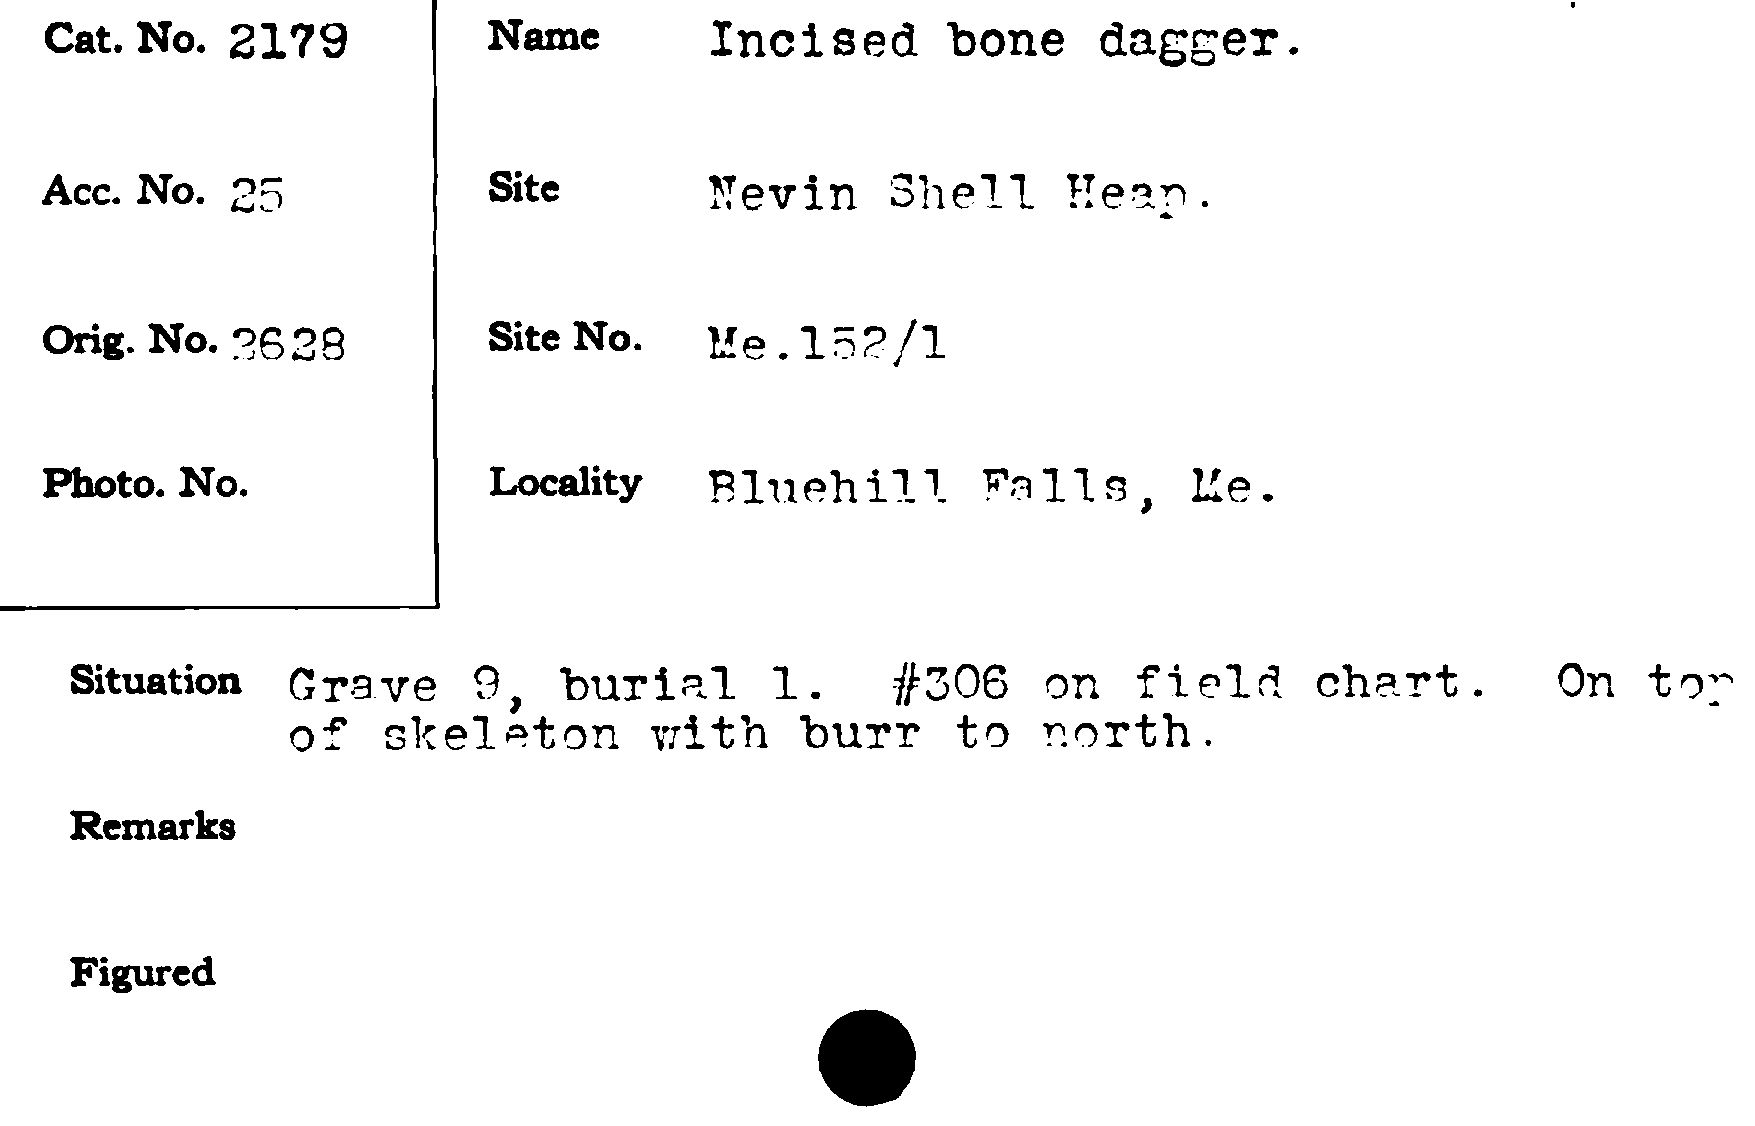 Cat. No. 2179
Name Incised bone dagger.
Acc. No. 25
Site Nevin Shell Heap.
Orig. No. 2628
Site No. Me.152/1
Photo. No.
Locality Bluehill Falls, Me.
Situation Grave 9, burial 1. #306 on field chart. On top
of skeleton with burr to north.
Remarks
Figured